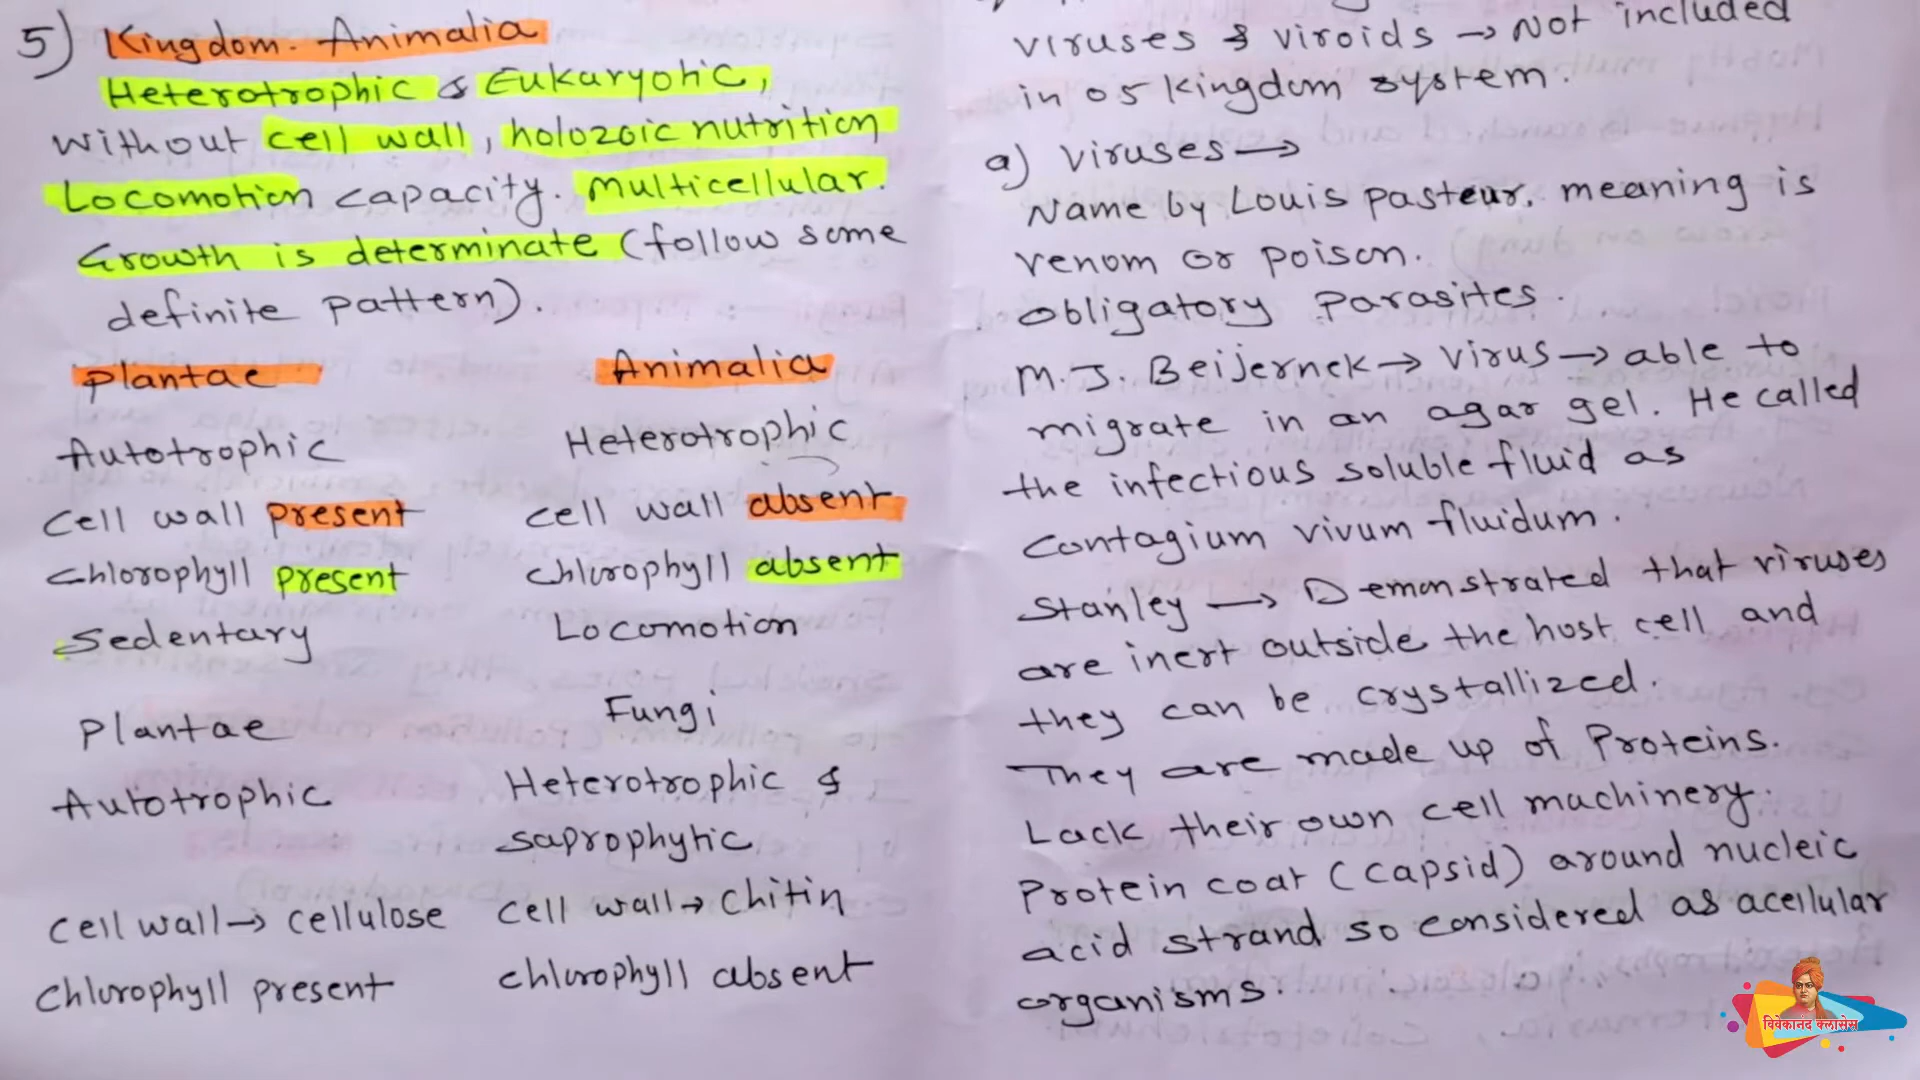 5) Kingdom. Animalia
Heterotrophic & Eukaryotic,
without cell wall, holozoic nutrition
Locomotion capacity. Multicellular.
Growth is determinate (follow some
definite pattern).
Plantae Animalia
Autotrophic Heterotrophic
Cell wall present cell wall absent
Chlorophyll present chlorophyll absent
Sedentary Locomotion
Plantae Fungi
Autotrophic Heterotrophic &
saprophytic
Cell wall → cellulose cell wall → chitin
Chlorophyll present chlorophyll absent
Viruses & viroids → Not included
in 05 kingdom system.
a) Viruses →
Name by Louis Pasteur, meaning is
venom or poison.
Obligatory Parasites.
M.J. Beijernek → Virus → able to
migrate in an agar gel. He called
the infectious soluble fluid as
Contagium vivum fluidum.
Stanley → Demonstrated that viruses
are inert outside the host cell and
they can be crystallized.
They are made up of Proteins.
Lack their own cell machinery.
Protein coat (capsid) around nucleic
acid strand so considered as acellular
organisms.
विवेकानंद क्लासेस